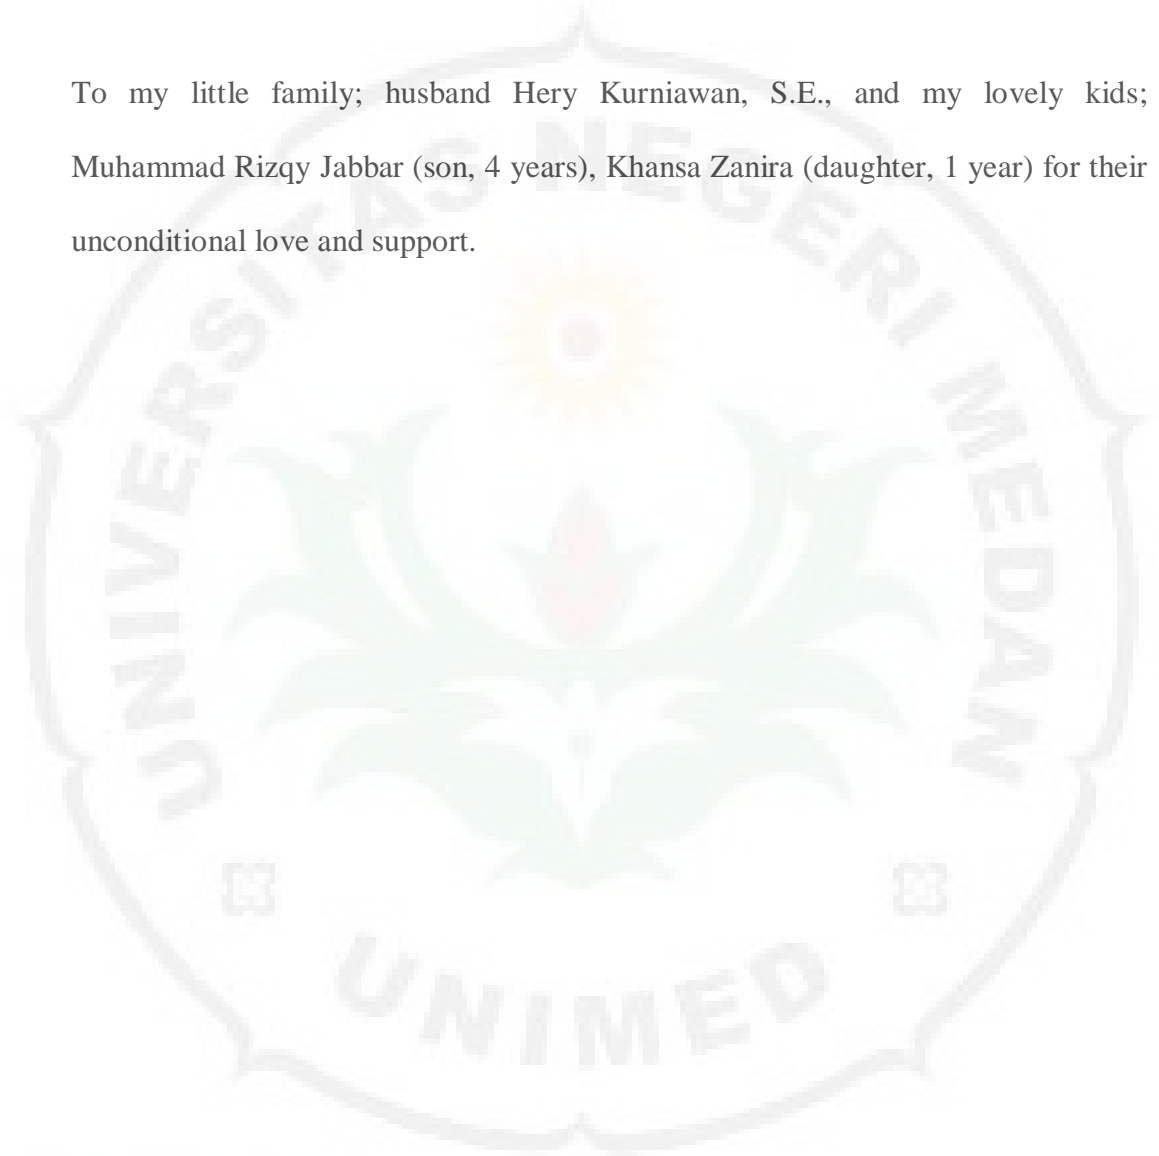 To my little family; husband Hery Kurniawan, S.E., and my lovely kids;
Muhammad Rizqy Jabbar (son, 4 years), Khansa Zanira (daughter, 1 year) for their
unconditional love and support.
UNIVERSITAS NEGERI MEDAN
UNIMED